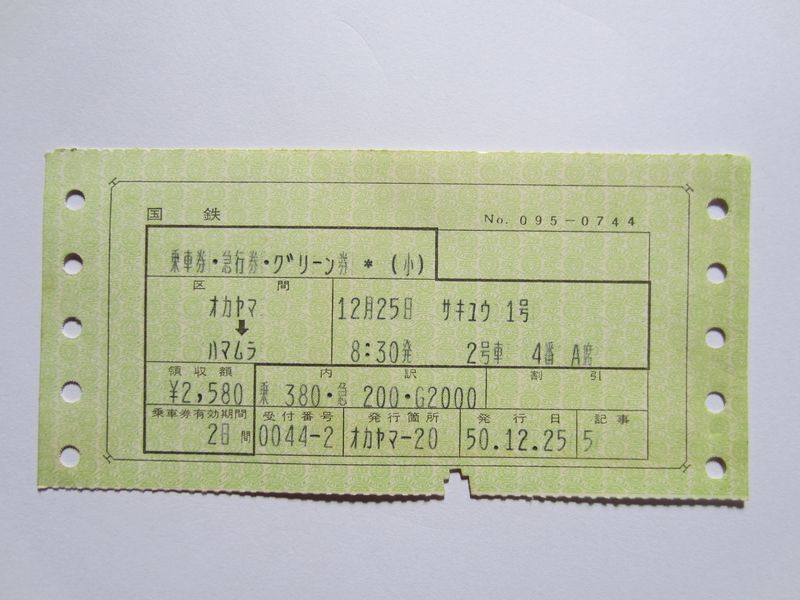 国鉄 No. 095-0744
乗車券・急行券・グリーン券 * (小)
区間
オカヤマ 12月25日 サキユウ 1号
⬇
ハマムラ 8:30発 2号車 4番 A席
領収額 内訳 割引
¥2,580 乗 380・急 200・G2000
乗車券有効期間 受付番号 発行箇所 発行日 記事
2日間 0044-2 オカヤマ-20 50.12.25 5